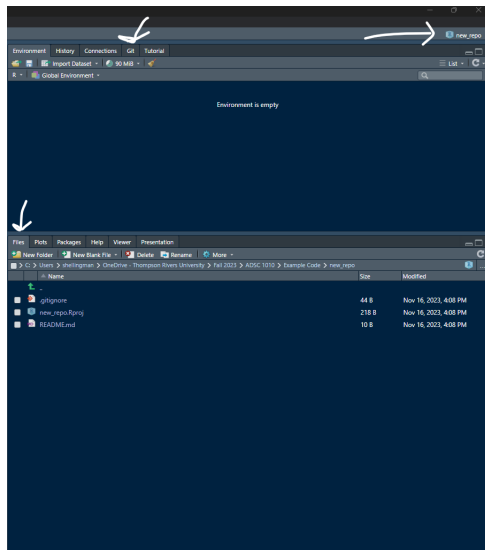 new_repo
Environment History Connections Git Tutorial
Import Dataset 90 MiB List
R Global Environment
Environment is empty
Files Plots Packages Help Viewer Presentation
New Folder New Blank File Delete Rename More
C: > Users > shellingman > OneDrive - Thompson Rivers University > Fall 2023 > ADSC 1010 > Example Code > new_repo
Name Size Modified
..
.gitignore 44 B Nov 16, 2023, 4:08 PM
new_repo.Rproj 218 B Nov 16, 2023, 4:08 PM
README.md 10 B Nov 16, 2023, 4:08 PM